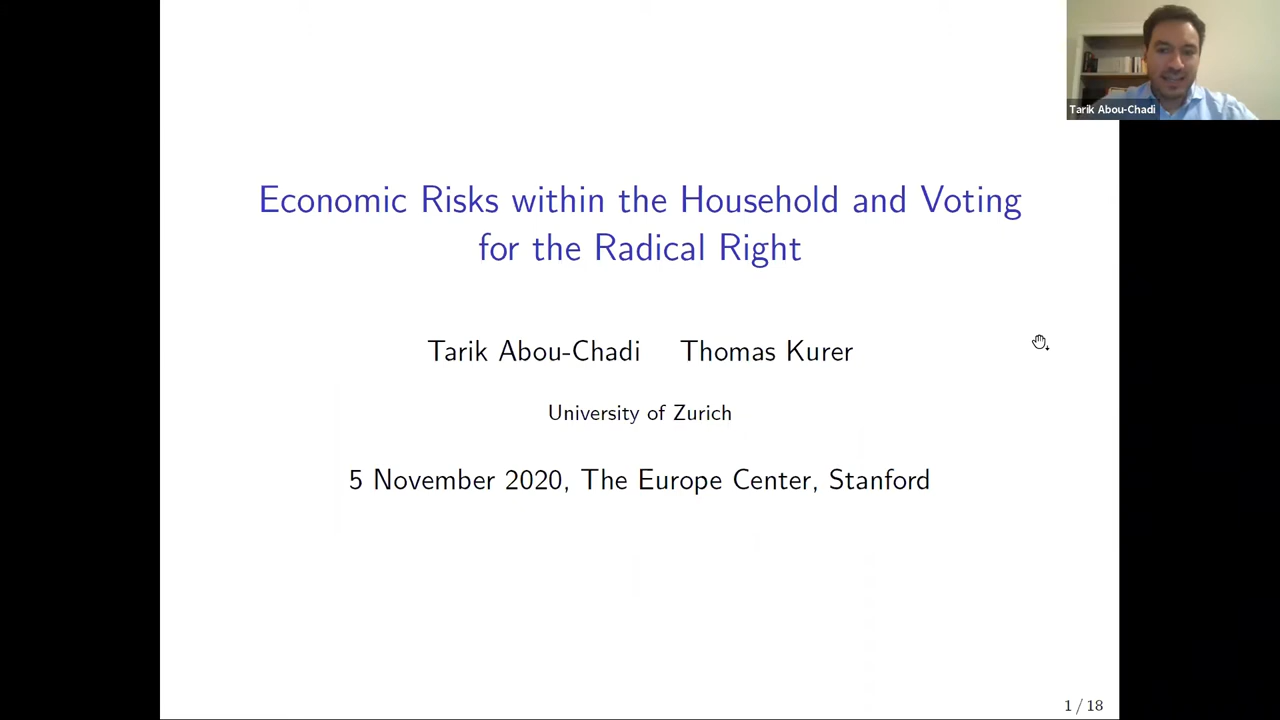 Tarik Abou-Chadi
Economic Risks within the Household and Voting
for the Radical Right
Tarik Abou-Chadi Thomas Kurer
University of Zurich
5 November 2020, The Europe Center, Stanford
1 / 18